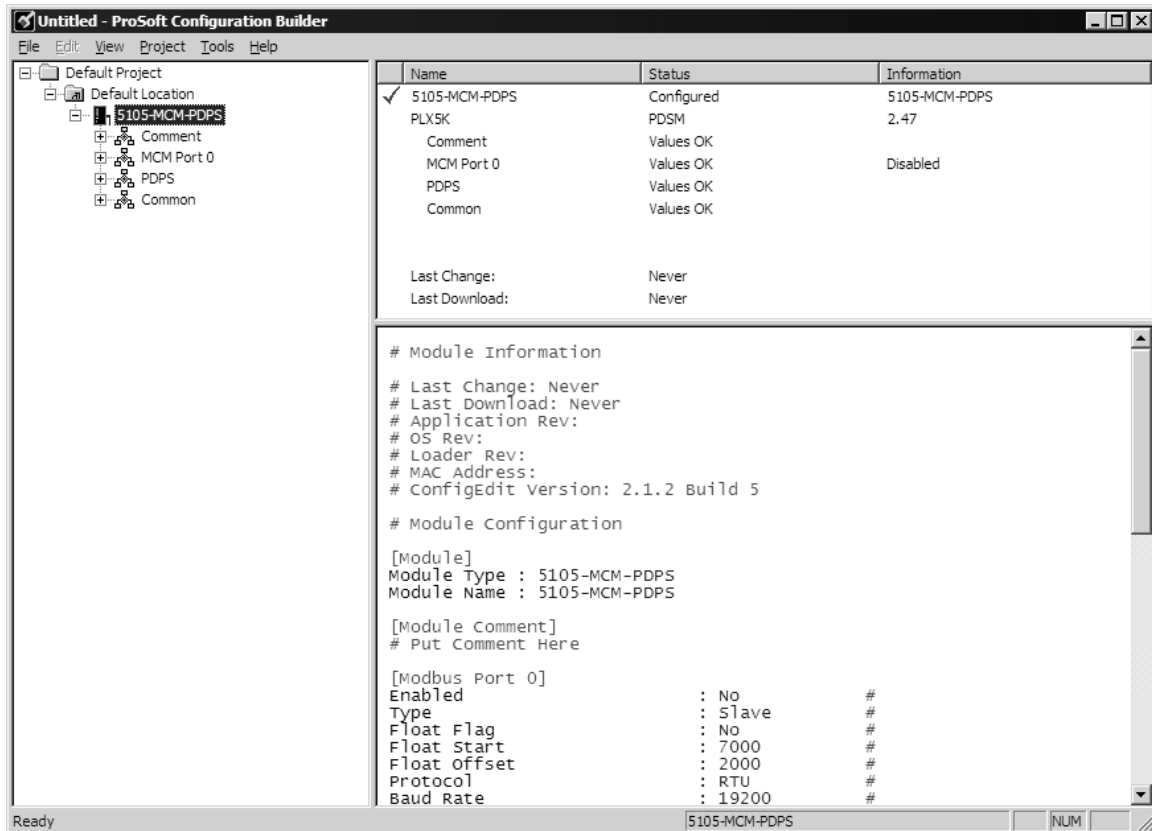 Untitled - ProSoft Configuration Builder
File Edit View Project Tools Help
Default Project
Default Location
5105-MCM-PDPS
Comment
MCM Port 0
PDPS
Common
Name Status Information
5105-MCM-PDPS Configured 5105-MCM-PDPS
PLX5K PDSM 2.47
Comment Values OK
MCM Port 0 Values OK Disabled
PDPS Values OK
Common Values OK
Last Change: Never
Last Download: Never
# Module Information
# Last Change: Never
# Last Download: Never
# Application Rev:
# OS Rev:
# Loader Rev:
# MAC Address:
# ConfigEdit Version: 2.1.2 Build 5
# Module Configuration
[Module]
Module Type : 5105-MCM-PDPS
Module Name : 5105-MCM-PDPS
[Module Comment]
# Put Comment Here
[Modbus Port 0]
Enabled : No #
Type : Slave #
Float Flag : No #
Float Start : 7000 #
Float Offset : 2000 #
Protocol : RTU #
Baud Rate : 19200 #
Ready 5105-MCM-PDPS NUM